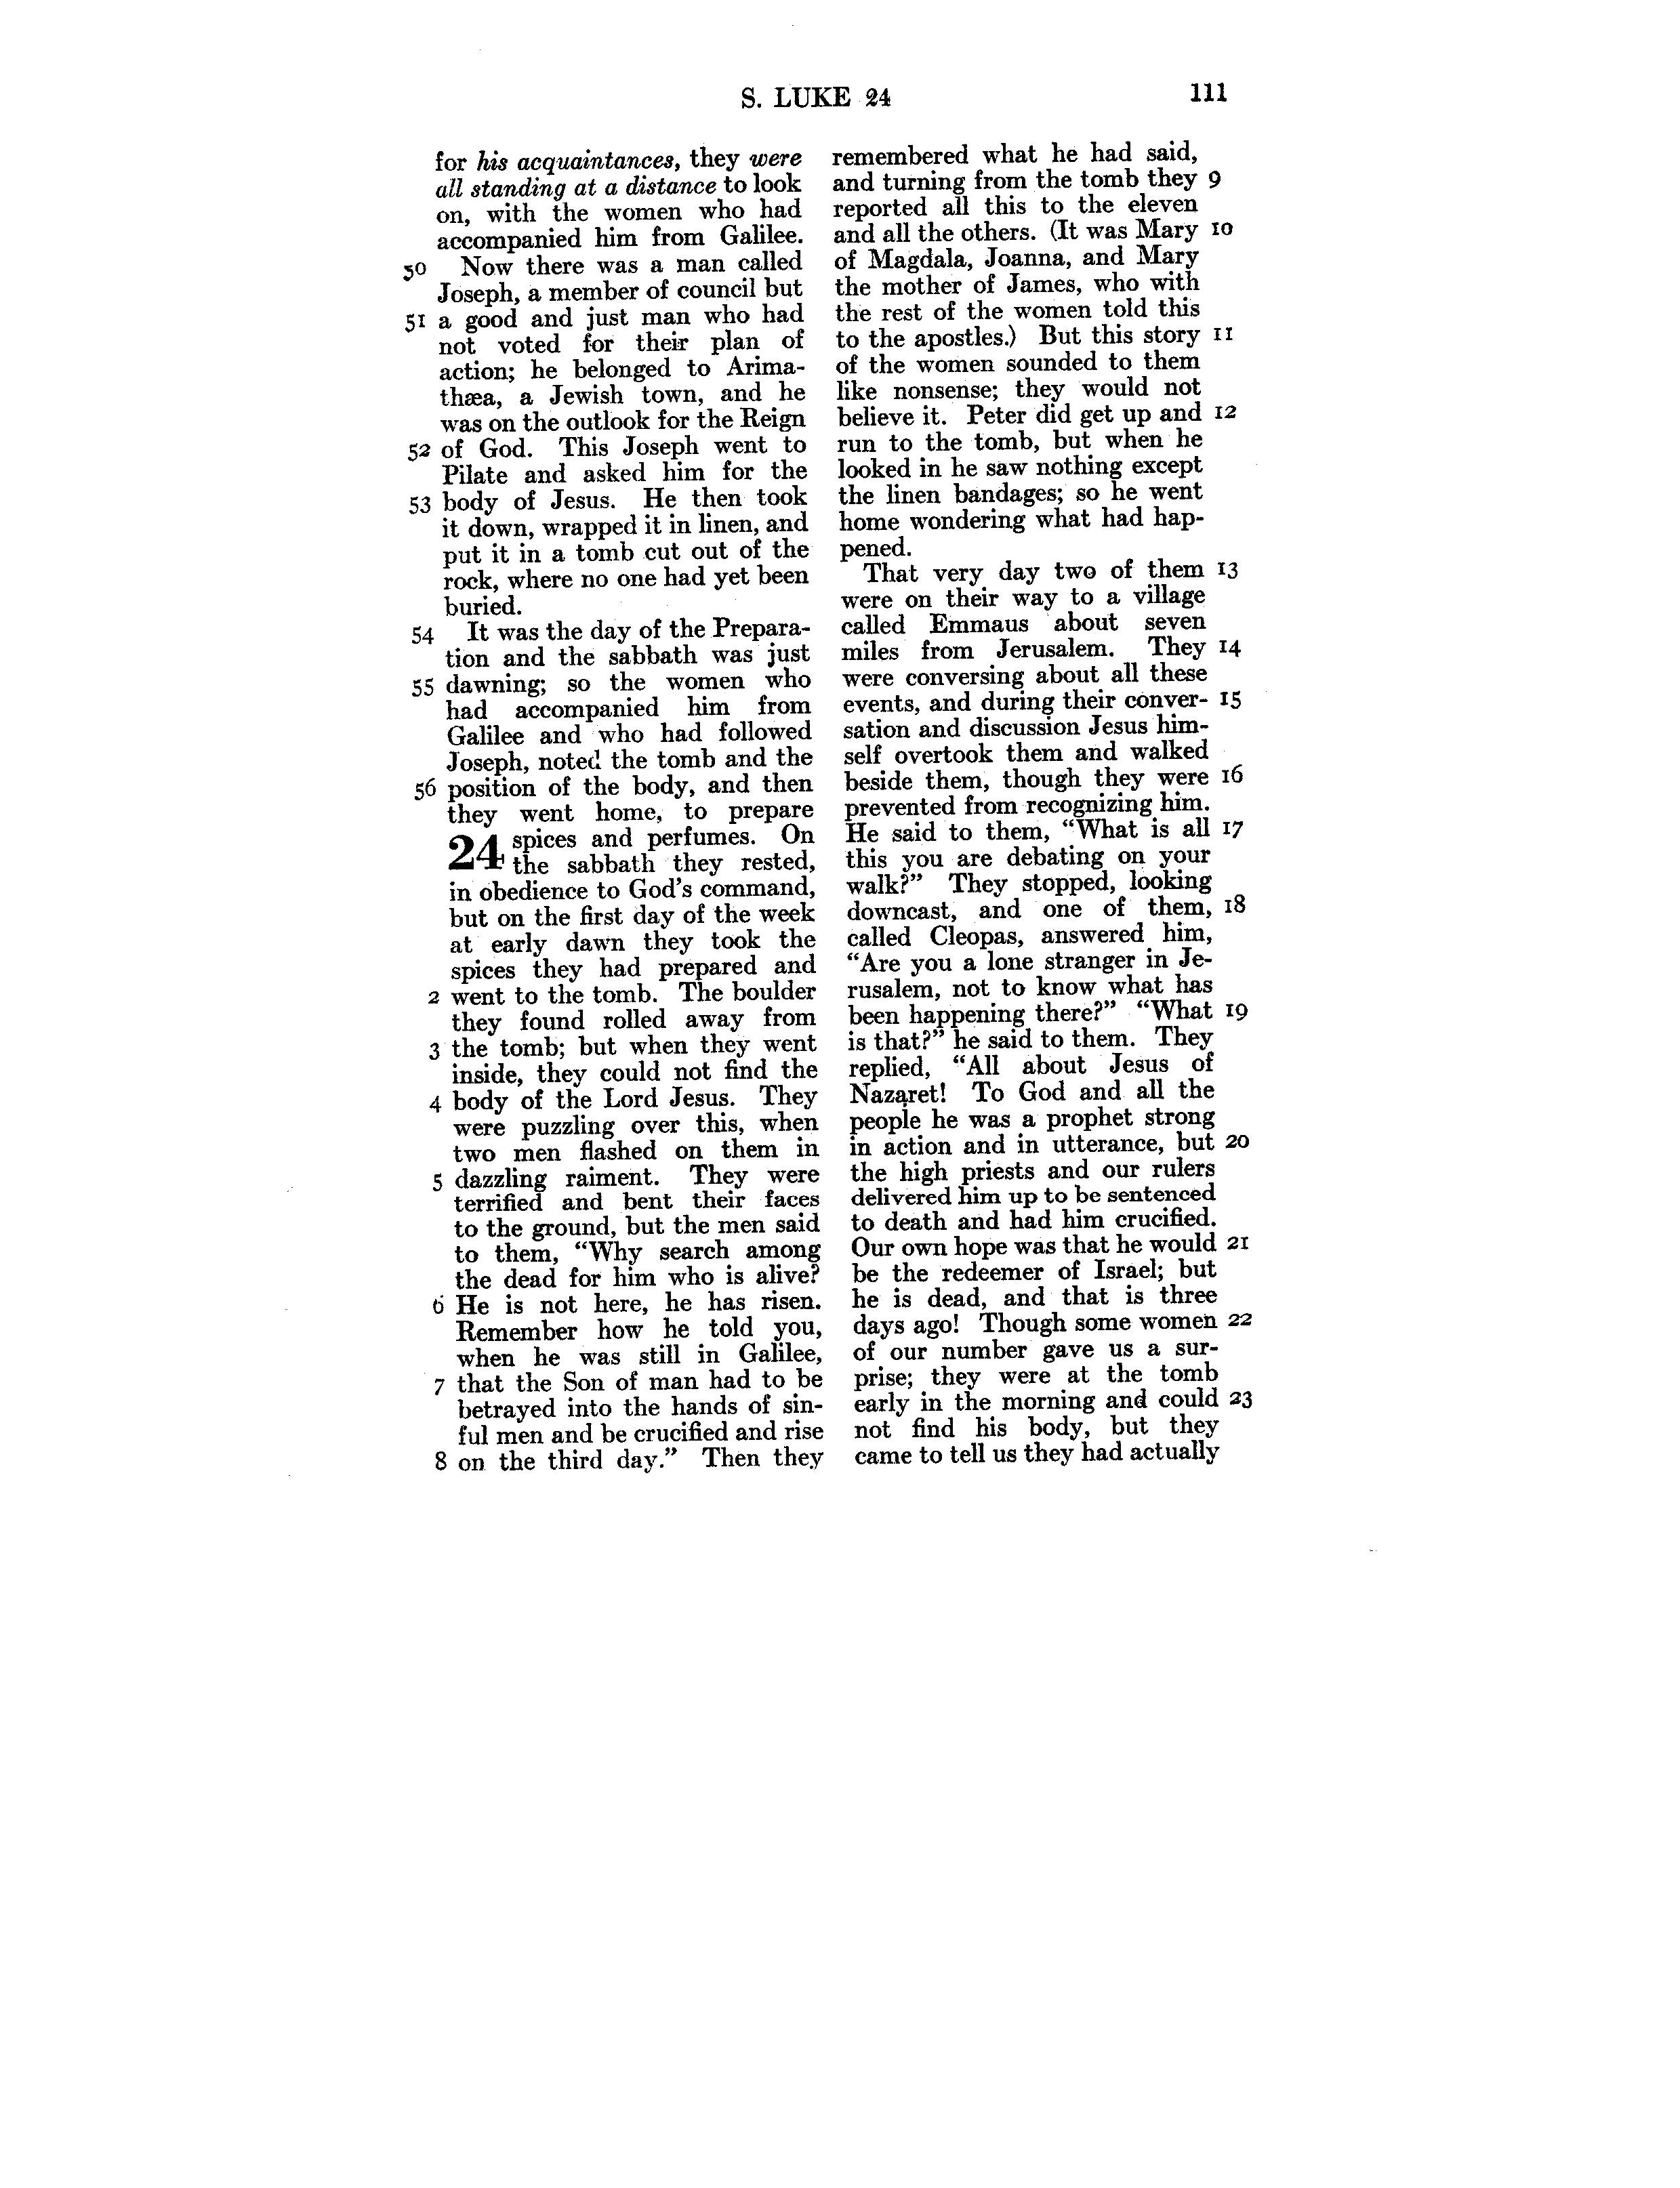 S. LUKE 24 111
for his acquaintances, they were
all standing at a distance to look
on, with the women who had
accompanied him from Galilee.
50 Now there was a man called
Joseph, a member of council but
51 a good and just man who had
not voted for their plan of
action; he belonged to Arima-
thæa, a Jewish town, and he
was on the outlook for the Reign
52 of God. This Joseph went to
Pilate and asked him for the
53 body of Jesus. He then took
it down, wrapped it in linen, and
put it in a tomb cut out of the
rock, where no one had yet been
buried.
54 It was the day of the Prepara-
tion and the sabbath was just
55 dawning; so the women who
had accompanied him from
Galilee and who had followed
Joseph, noted the tomb and the
56 position of the body, and then
they went home, to prepare
24 spices and perfumes. On
the sabbath they rested,
in obedience to God's command,
but on the first day of the week
at early dawn they took the
spices they had prepared and
2 went to the tomb. The boulder
they found rolled away from
3 the tomb; but when they went
inside, they could not find the
4 body of the Lord Jesus. They
were puzzling over this, when
two men flashed on them in
5 dazzling raiment. They were
terrified and bent their faces
to the ground, but the men said
to them, “Why search among
the dead for him who is alive?
6 He is not here, he has risen.
Remember how he told you,
when he was still in Galilee,
7 that the Son of man had to be
betrayed into the hands of sin-
ful men and be crucified and rise
8 on the third day.” Then they
remembered what he had said,
and turning from the tomb they 9
reported all this to the eleven
and all the others. (It was Mary 10
of Magdala, Joanna, and Mary
the mother of James, who with
the rest of the women told this
to the apostles.) But this story 11
of the women sounded to them
like nonsense; they would not
believe it. Peter did get up and 12
run to the tomb, but when he
looked in he saw nothing except
the linen bandages; so he went
home wondering what had hap-
pened.
That very day two of them 13
were on their way to a village
called Emmaus about seven
miles from Jerusalem. They 14
were conversing about all these
events, and during their conver- 15
sation and discussion Jesus him-
self overtook them and walked
beside them, though they were 16
prevented from recognizing him.
He said to them, “What is all 17
this you are debating on your
walk?” They stopped, looking
downcast, and one of them, 18
called Cleopas, answered him,
“Are you a lone stranger in Je-
rusalem, not to know what has
been happening there?” “What 19
is that?” he said to them. They
replied, “All about Jesus of
Nazaret! To God and all the
people he was a prophet strong
in action and in utterance, but 20
the high priests and our rulers
delivered him up to be sentenced
to death and had him crucified.
Our own hope was that he would 21
be the redeemer of Israel; but
he is dead, and that is three
days ago! Though some women 22
of our number gave us a sur-
prise; they were at the tomb
early in the morning and could 23
not find his body, but they
came to tell us they had actually